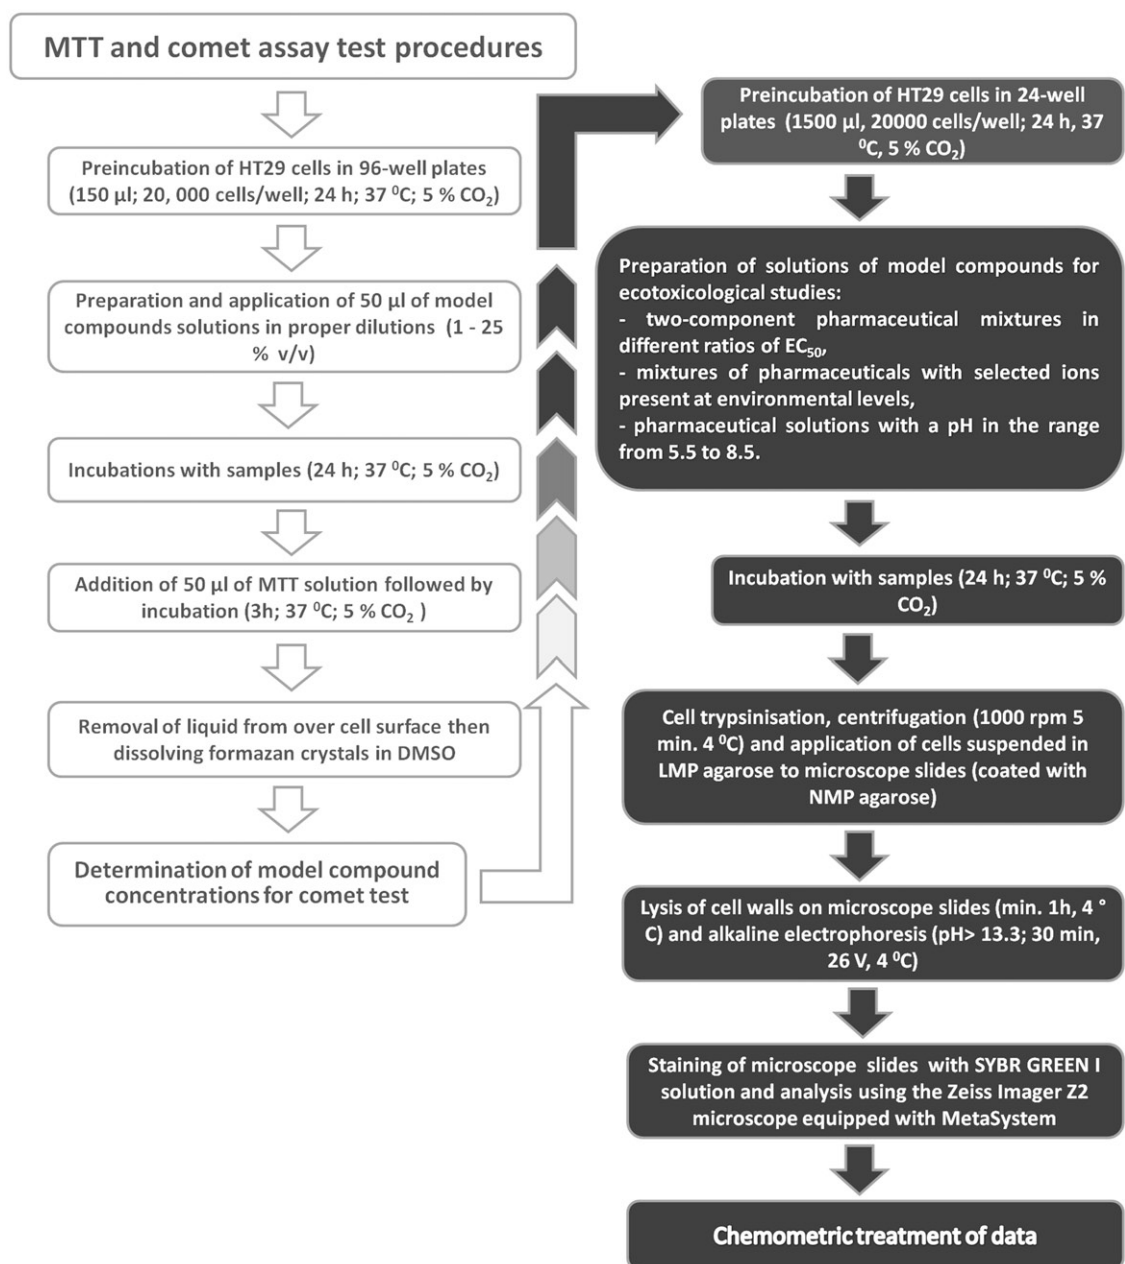 MTT and comet assay test procedures
Preincubation of HT29 cells in 96-well plates
(150 µl; 20, 000 cells/well; 24 h; 37 ⁰C; 5 % CO₂)
Preparation and application of 50 µl of model
compounds solutions in proper dilutions (1 - 25
% v/v)
Incubations with samples (24 h; 37 ⁰C; 5 % CO₂)
Addition of 50 µl of MTT solution followed by
incubation (3h; 37 ⁰C; 5 % CO₂ )
Removal of liquid from over cell surface then
dissolving formazan crystals in DMSO
Determination of model compound
concentrations for comet test
Preincubation of HT29 cells in 24-well
plates (1500 µl, 20000 cells/well; 24 h, 37
⁰C, 5 % CO₂)
Preparation of solutions of model compounds for
ecotoxicological studies:
- two-component pharmaceutical mixtures in
different ratios of EC₅₀,
- mixtures of pharmaceuticals with selected ions
present at environmental levels,
- pharmaceutical solutions with a pH in the range
from 5.5 to 8.5.
Incubation with samples (24 h; 37 ⁰C; 5 %
CO₂)
Cell trypsinisation, centrifugation (1000 rpm 5
min. 4 ⁰C) and application of cells suspended in
LMP agarose to microscope slides (coated with
NMP agarose)
Lysis of cell walls on microscope slides (min. 1h, 4 °
C) and alkaline electrophoresis (pH> 13.3; 30 min,
26 V, 4 ⁰C)
Staining of microscope slides with SYBR GREEN I
solution and analysis using the Zeiss Imager Z2
microscope equipped with MetaSystem
Chemometric treatment of data